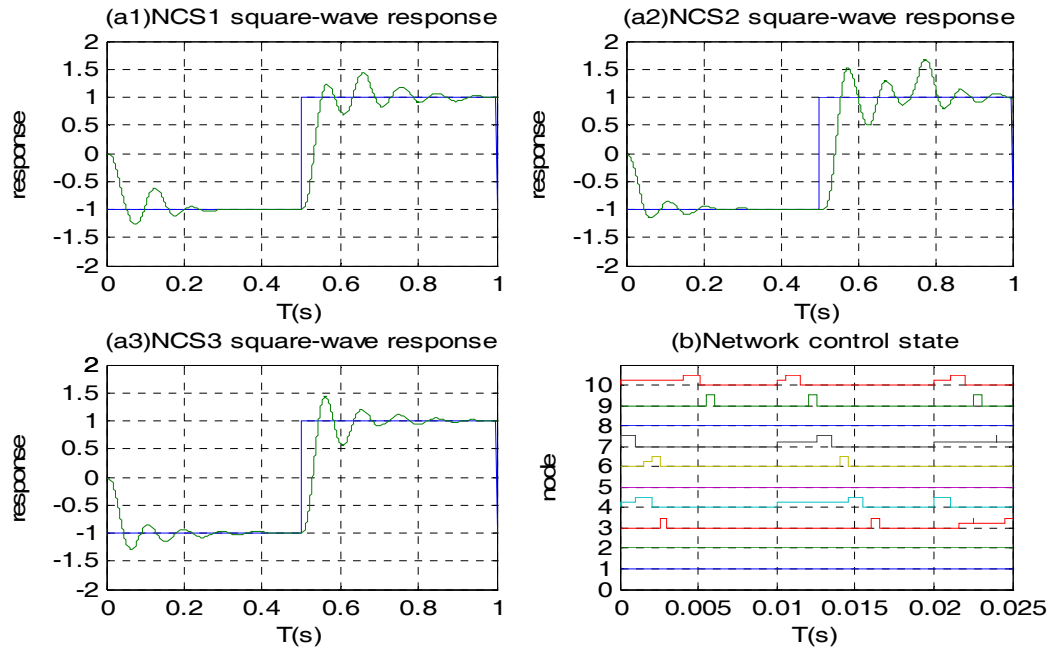 (a1)NCS1 square-wave response
2
1.5
1
0.5
0
-0.5
-1
-1.5
-2
response
0 0.2 0.4 0.6 0.8 1
T(s)
(a2)NCS2 square-wave response
2
1.5
1
0.5
0
-0.5
-1
-1.5
-2
response
0 0.2 0.4 0.6 0.8 1
T(s)
(a3)NCS3 square-wave response
2
1.5
1
0.5
0
-0.5
-1
-1.5
-2
response
0 0.2 0.4 0.6 0.8 1
T(s)
(b)Network control state
10
9
8
7
6
5
4
3
2
1
0
node
0 0.005 0.01 0.015 0.02 0.025
T(s)